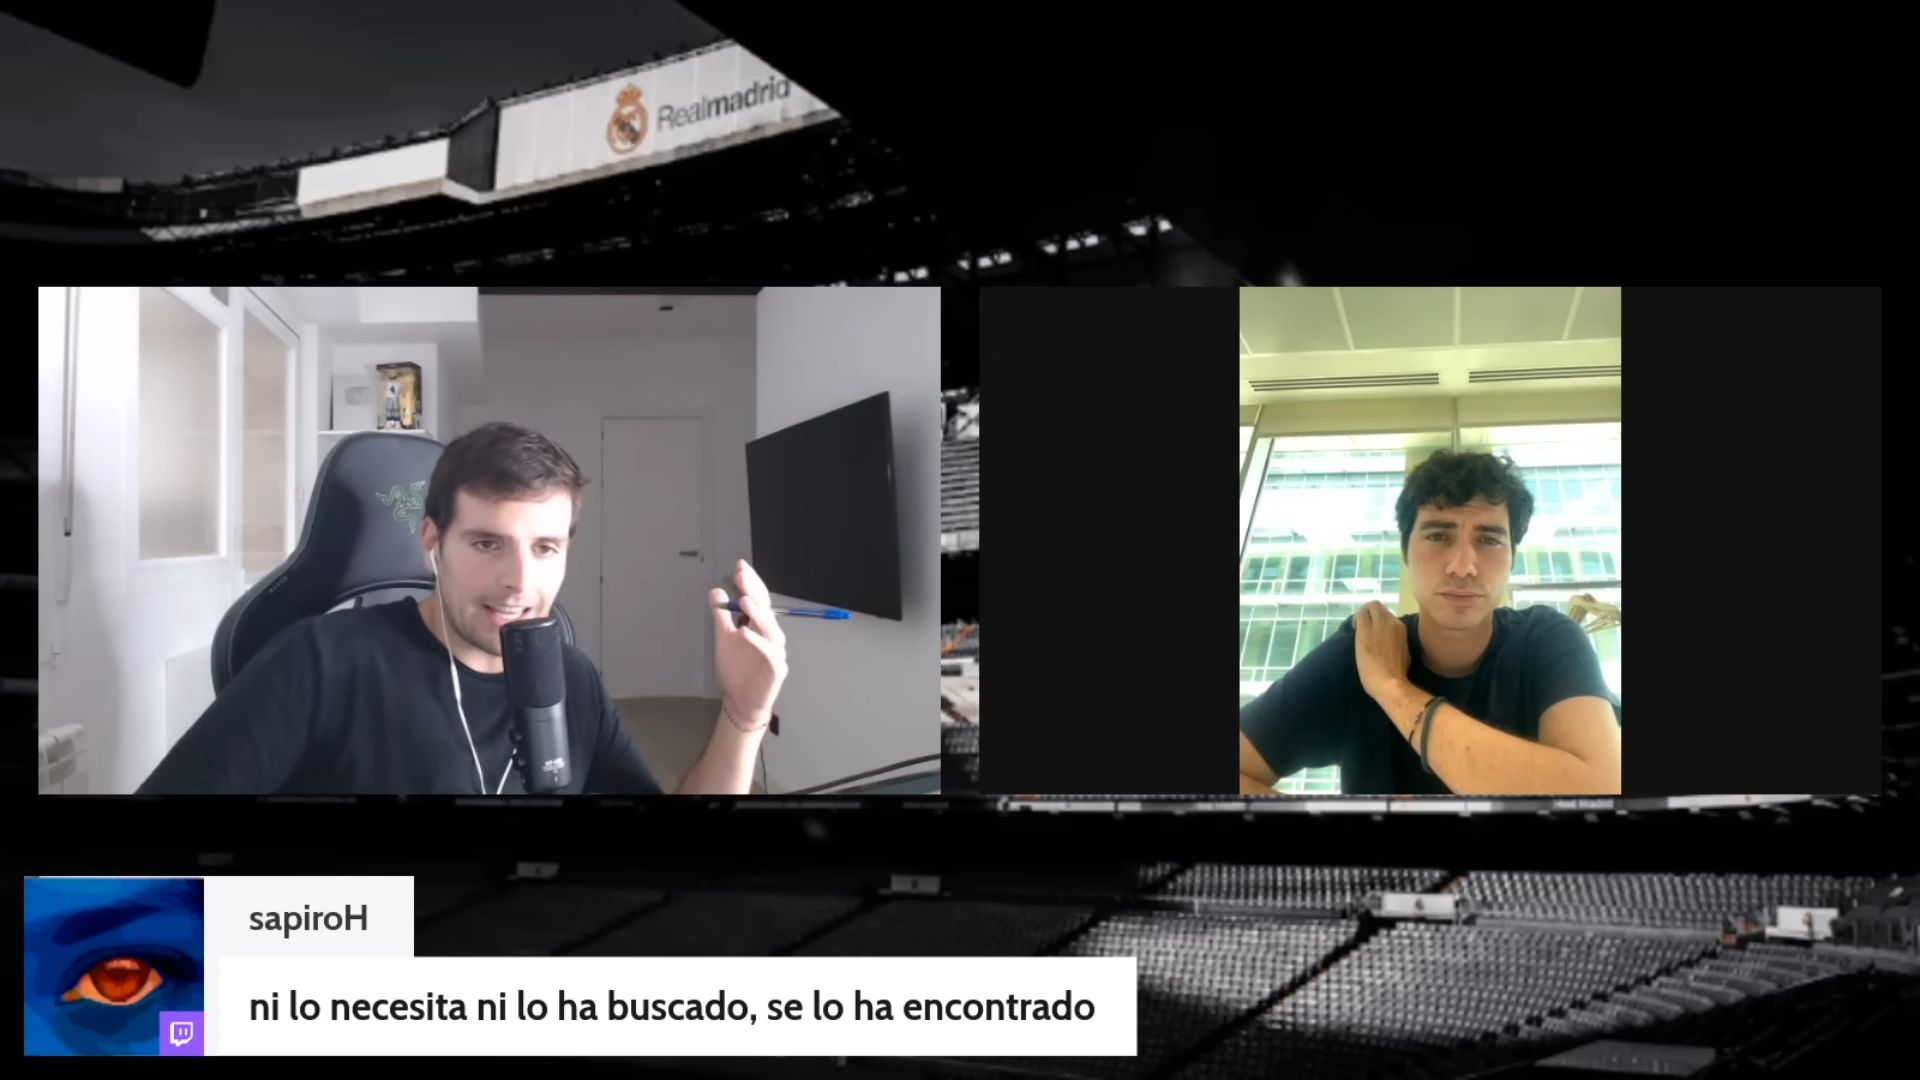 Realmadrid
sapiroH
ni lo necesita ni lo ha buscado, se lo ha encontrado